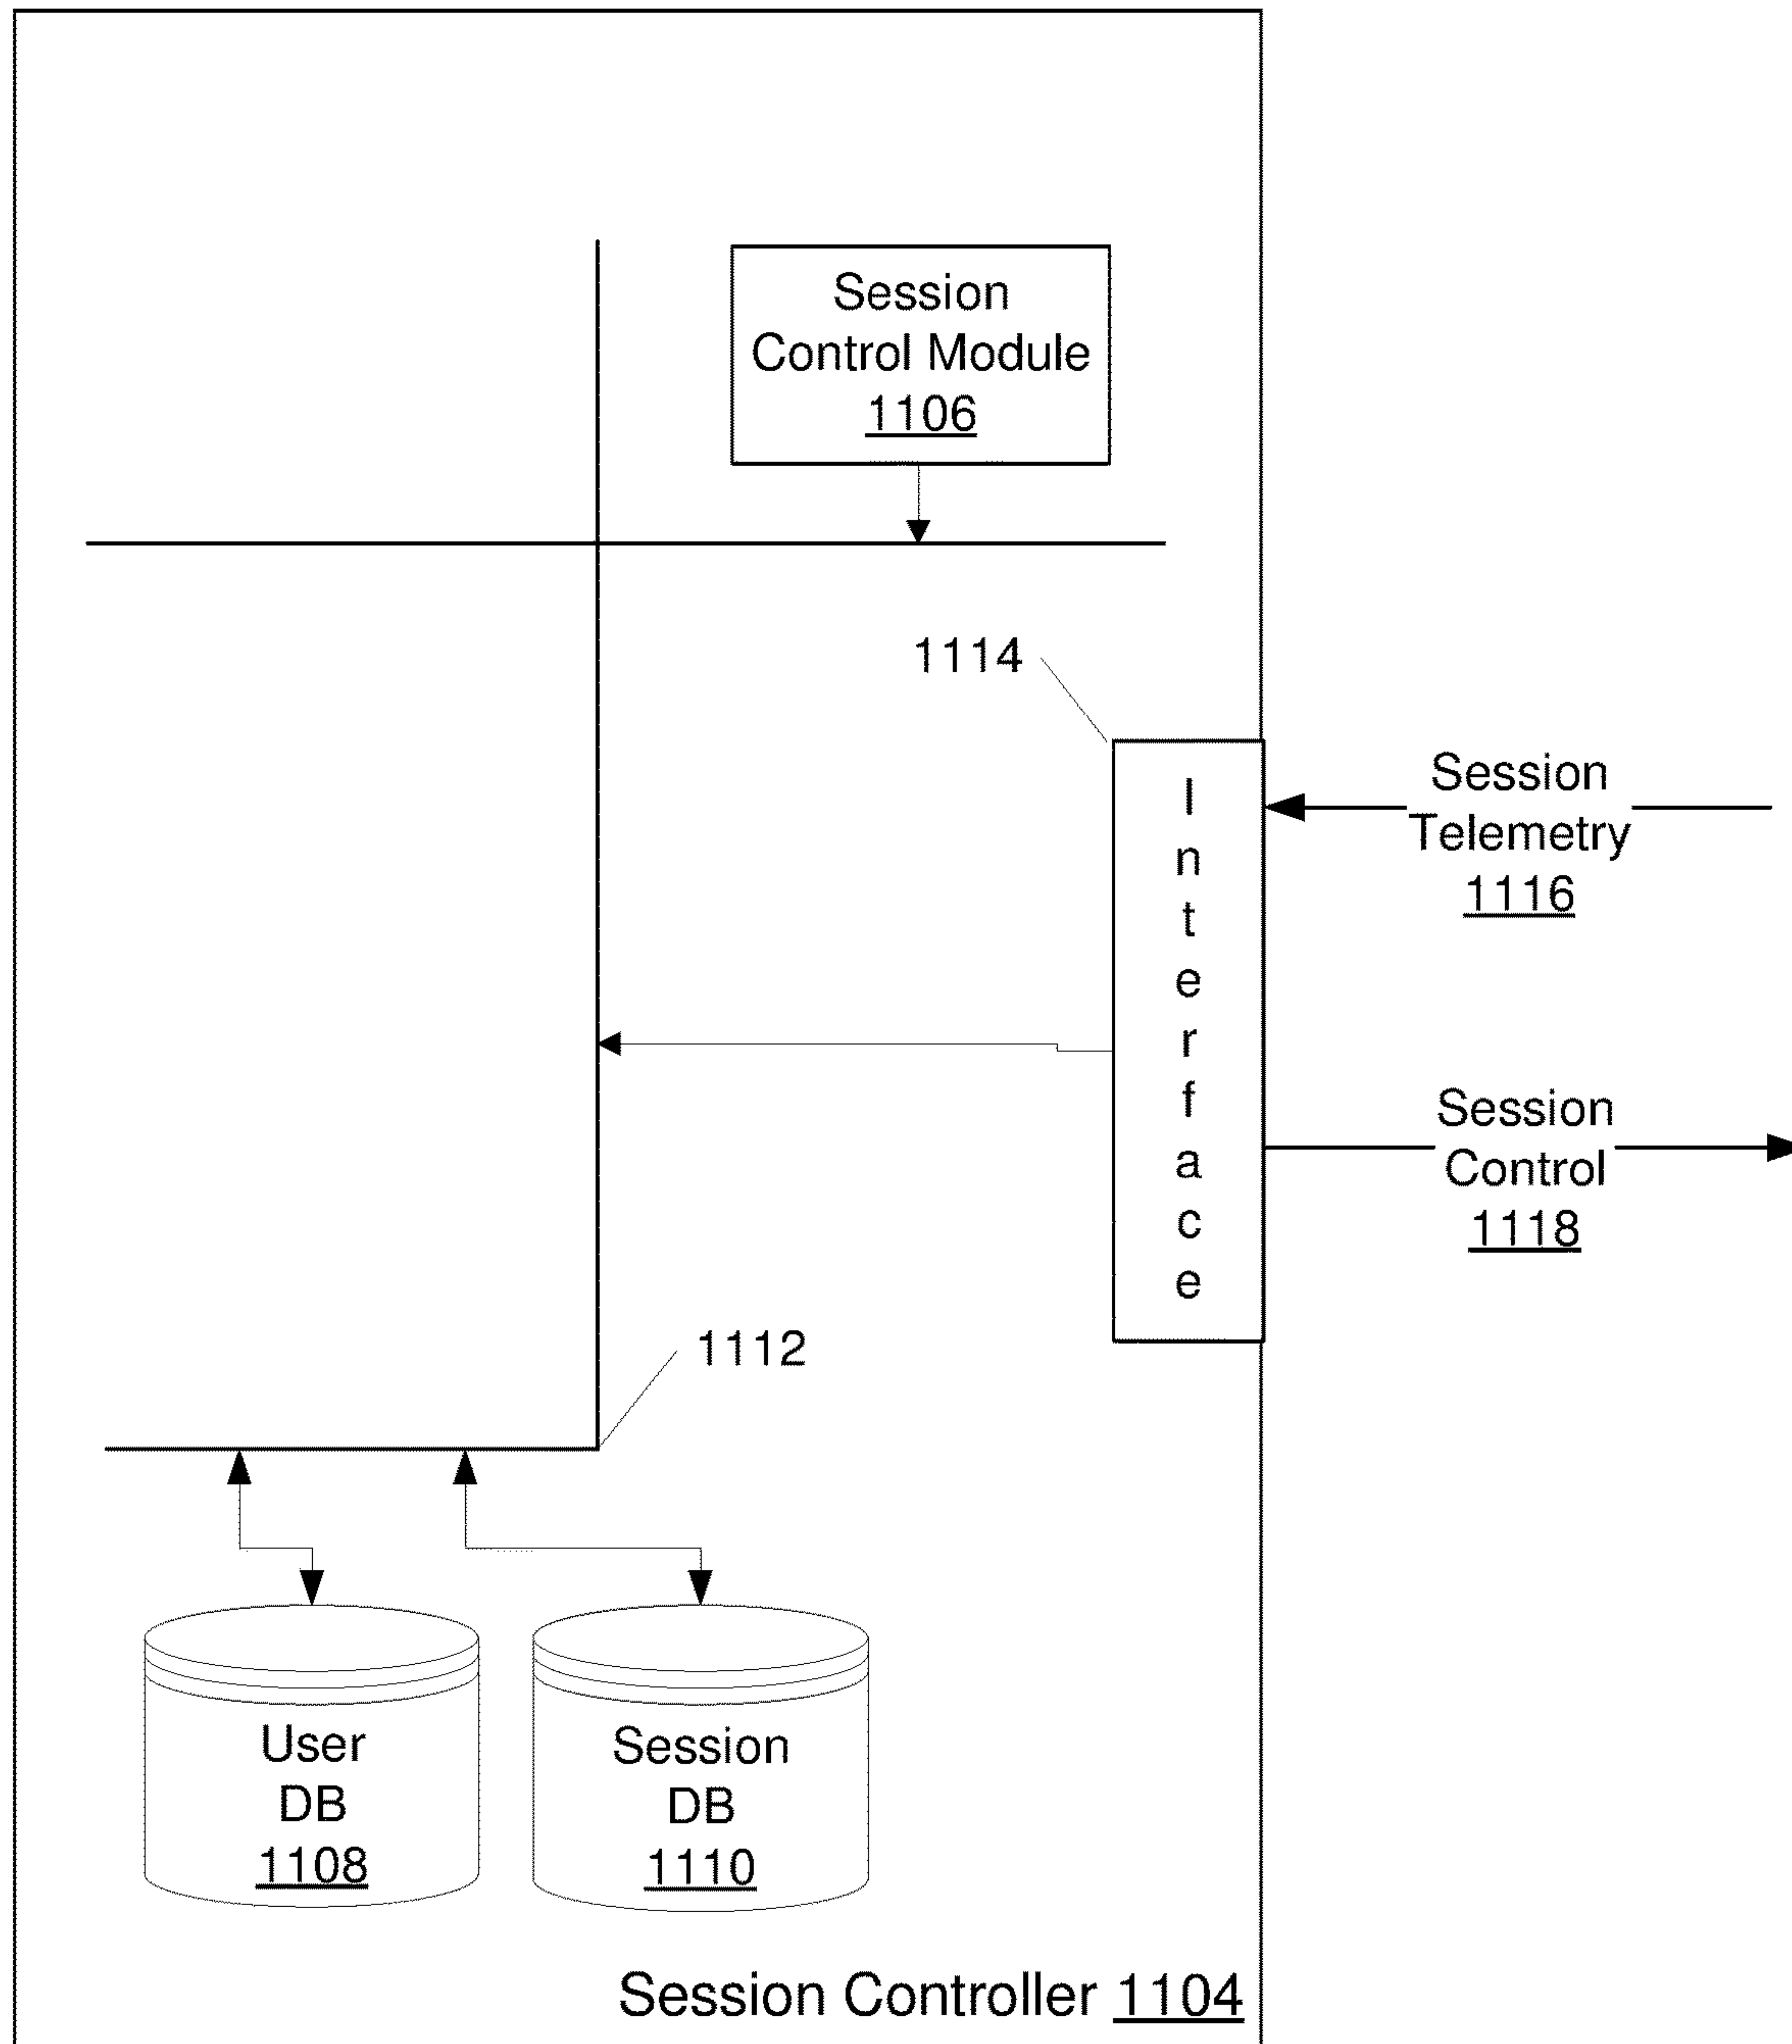 Session
Control Module
1106
1114
Interface
Session
Telemetry
1116
Session
Control
1118
1112
User
DB
1108
Session
DB
1110
Session Controller 1104